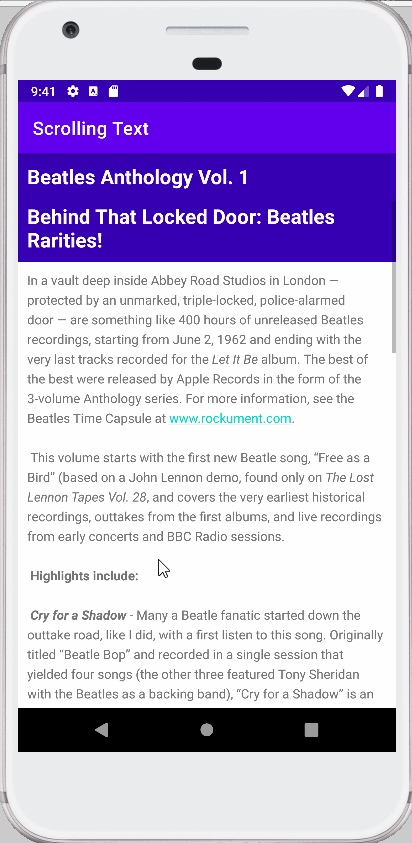 9:41
Scrolling Text
Beatles Anthology Vol. 1
Behind That Locked Door: Beatles
Rarities!
In a vault deep inside Abbey Road Studios in London —
protected by an unmarked, triple-locked, police-alarmed
door — are something like 400 hours of unreleased Beatles
recordings, starting from June 2, 1962 and ending with the
very last tracks recorded for the Let It Be album. The best of
the best were released by Apple Records in the form of the
3-volume Anthology series. For more information, see the
Beatles Time Capsule at www.rockument.com.
This volume starts with the first new Beatle song, “Free as a
Bird” (based on a John Lennon demo, found only on The Lost
Lennon Tapes Vol. 28, and covers the very earliest historical
recordings, outtakes from the first albums, and live recordings
from early concerts and BBC Radio sessions.
Highlights include:
Cry for a Shadow - Many a Beatle fanatic started down the
outtake road, like I did, with a first listen to this song. Originally
titled “Beatle Bop” and recorded in a single session that
yielded four songs (the other three featured Tony Sheridan
with the Beatles as a backing band), “Cry for a Shadow” is an